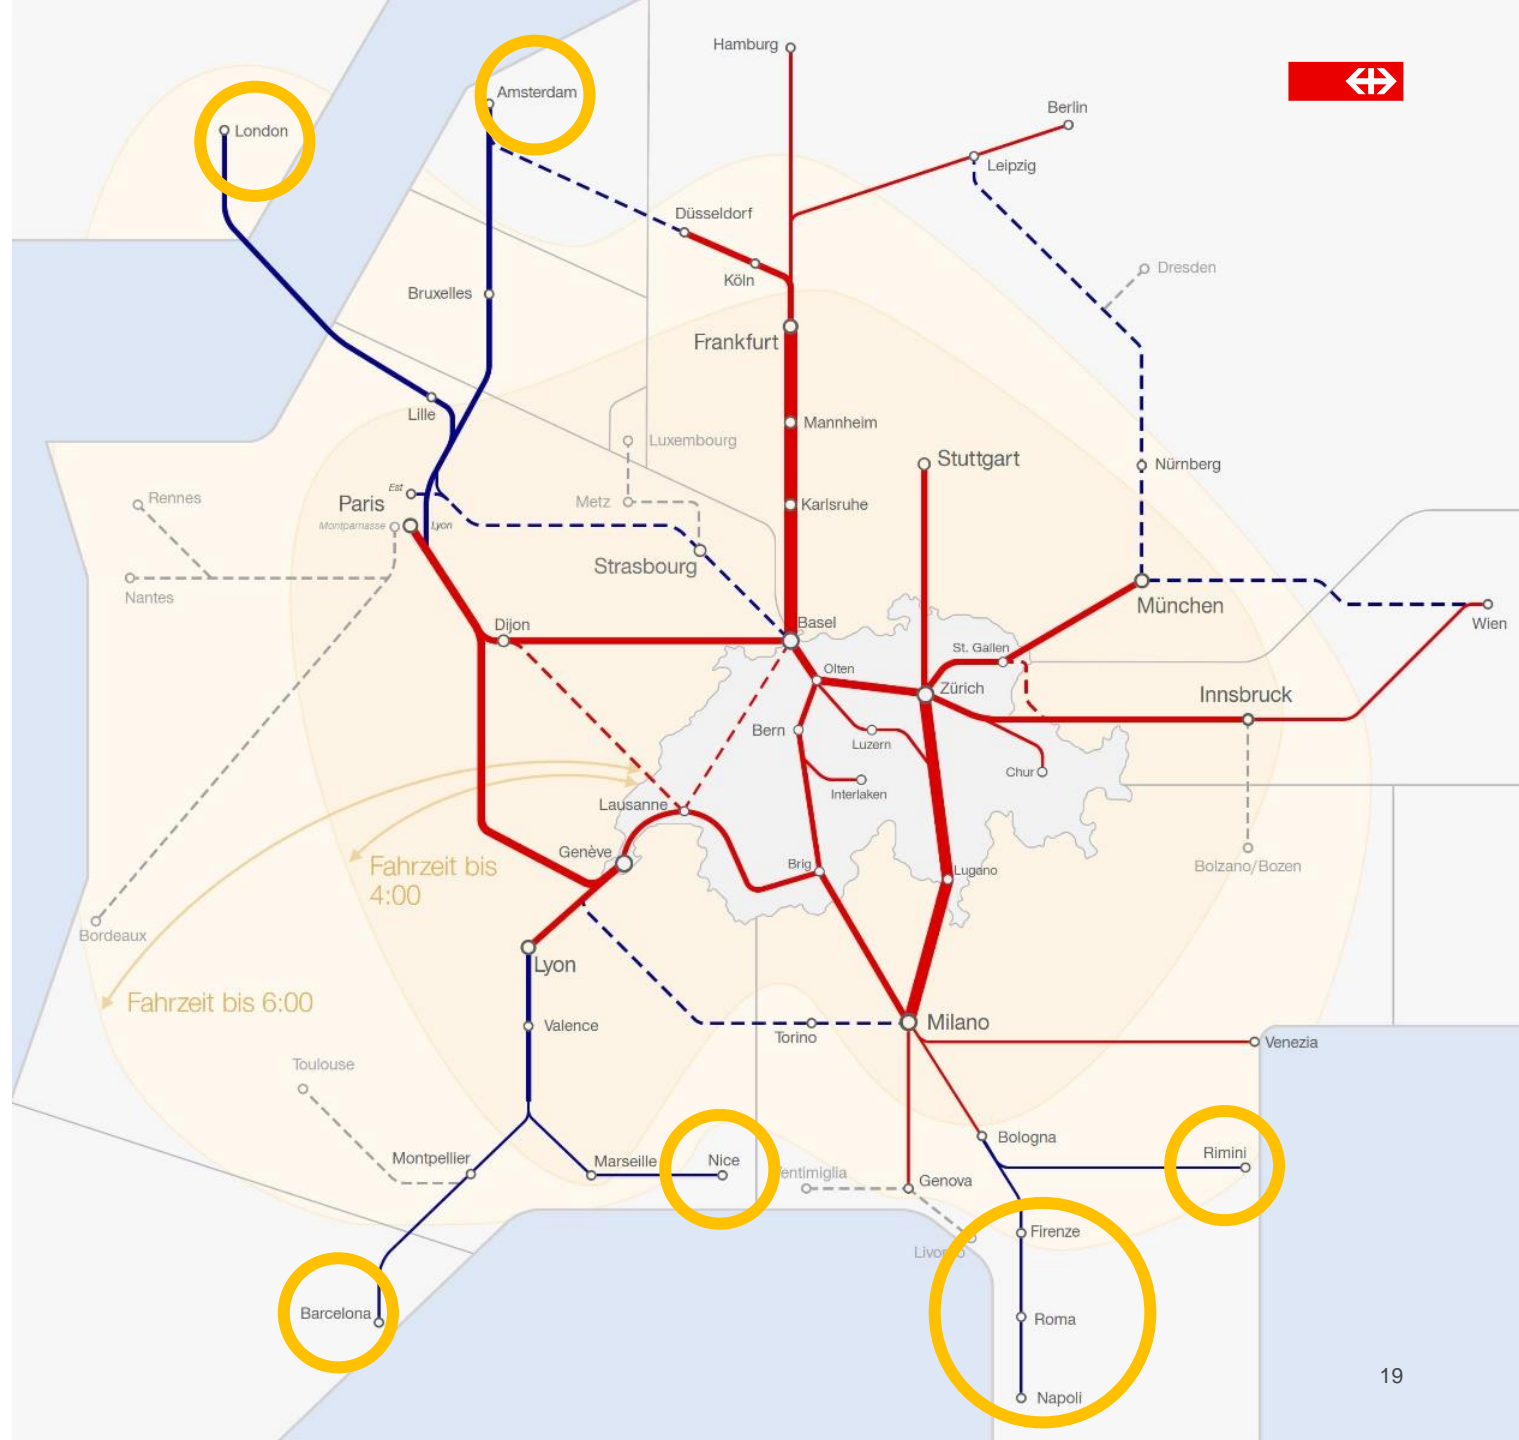 Hamburg
Amsterdam
Berlin
London
Leipzig
Düsseldorf
Dresden
Köln
Bruxelles
Frankfurt
Lille
Mannheim
Luxembourg
Stuttgart
Nürnberg
Est
Rennes
Paris
Metz
Karlsruhe
Montparnasse
Lyon
Strasbourg
Nantes
München
Dijon
Basel
Wien
St. Gallen
Olten
Zürich
Innsbruck
Bern
Luzern
Chur
Interlaken
Lausanne
Genève
Brig
Lugano
Bolzano/Bozen
Fahrzeit bis
4:00
Bordeaux
Lyon
Fahrzeit bis 6:00
Valence
Milano
Torino
Venezia
Toulouse
Bologna
Montpellier
Marseille
Nice
Rimini
Ventimiglia
Genova
Firenze
Livorno
Barcelona
Roma
19
Napoli